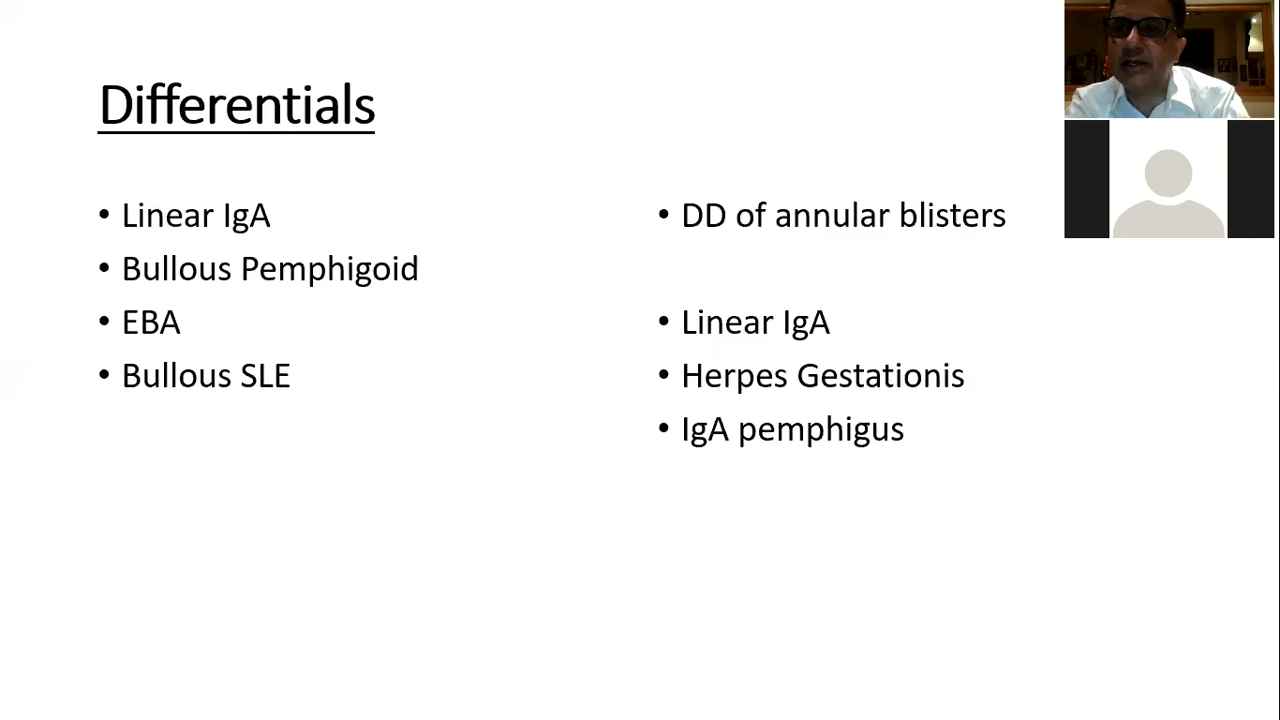 Differentials
• Linear IgA
• Bullous Pemphigoid
• EBA
• Bullous SLE
• DD of annular blisters
• Linear IgA
• Herpes Gestationis
• IgA pemphigus